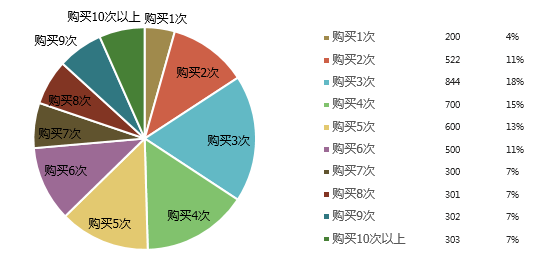 购买10次以上
购买1次
购买9次
购买2次
购买8次
购买3次
购买7次
购买6次
购买4次
购买5次
购买1次 200 4%
购买2次 522 11%
购买3次 844 18%
购买4次 700 15%
购买5次 600 13%
购买6次 500 11%
购买7次 300 7%
购买8次 301 7%
购买9次 302 7%
购买10次以上 303 7%